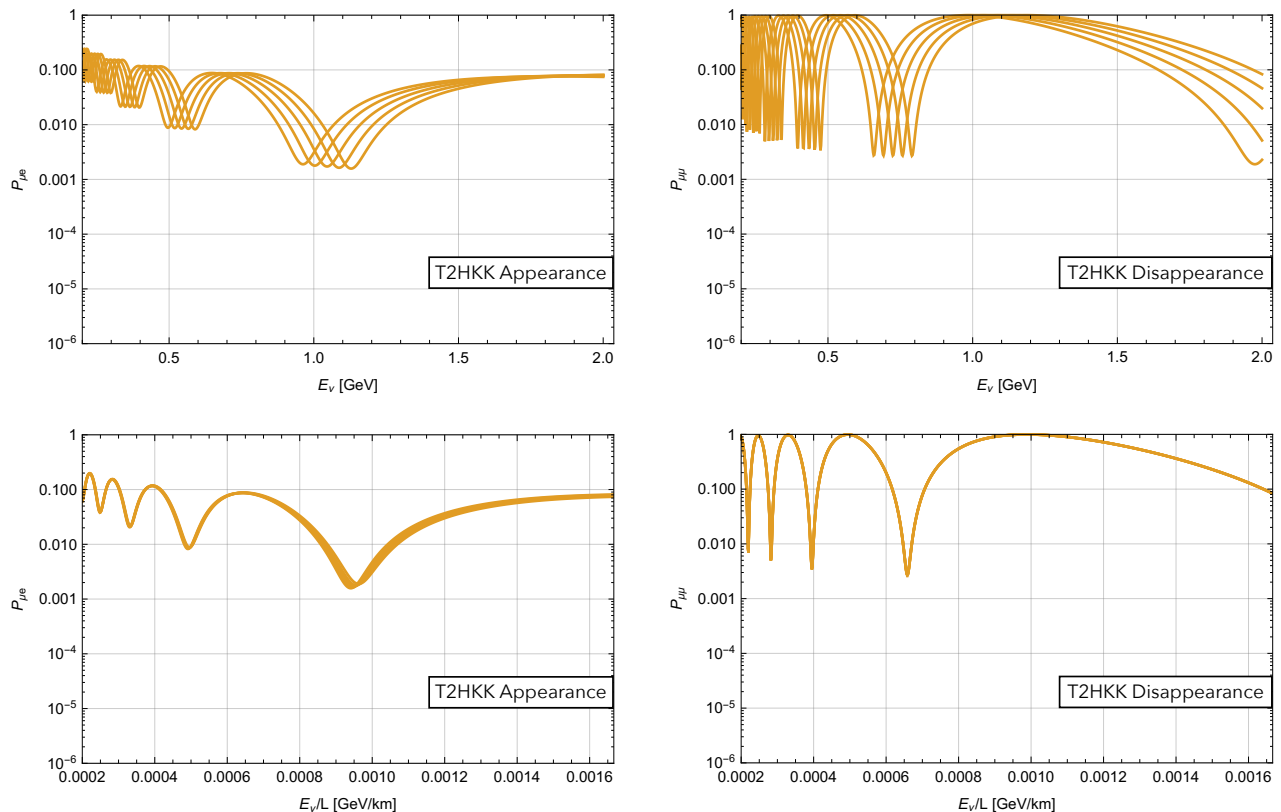 1
0.100
0.010
0.001
10⁻⁴
10⁻⁵
10⁻⁶
P_μe
T2HKK Appearance
0.5 1.0 1.5 2.0
E_ν [GeV]
1
0.100
0.010
0.001
10⁻⁴
10⁻⁵
10⁻⁶
P_μμ
T2HKK Disappearance
0.5 1.0 1.5 2.0
E_ν [GeV]
1
0.100
0.010
0.001
10⁻⁴
10⁻⁵
10⁻⁶
P_μe
T2HKK Appearance
0.0002 0.0004 0.0006 0.0008 0.0010 0.0012 0.0014 0.0016
E_ν/L [GeV/km]
1
0.100
0.010
0.001
10⁻⁴
10⁻⁵
10⁻⁶
P_μμ
T2HKK Disappearance
0.0002 0.0004 0.0006 0.0008 0.0010 0.0012 0.0014 0.0016
E_ν/L [GeV/km]